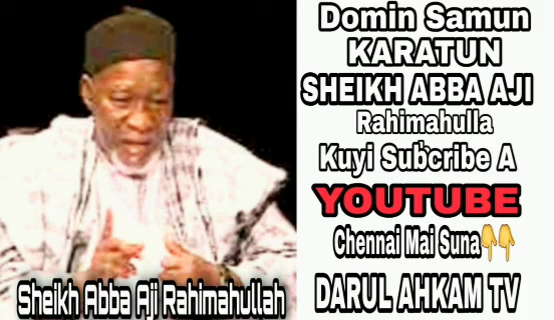 Domin Samun
KARATUN
SHEIKH ABBA AJI
Rahimahulla
Kuyi Subcribe A
YOUTUBE
Chennai Mai Suna👇👇
DARUL AHKAM TV
Sheikh Abba Aji Rahimahullah